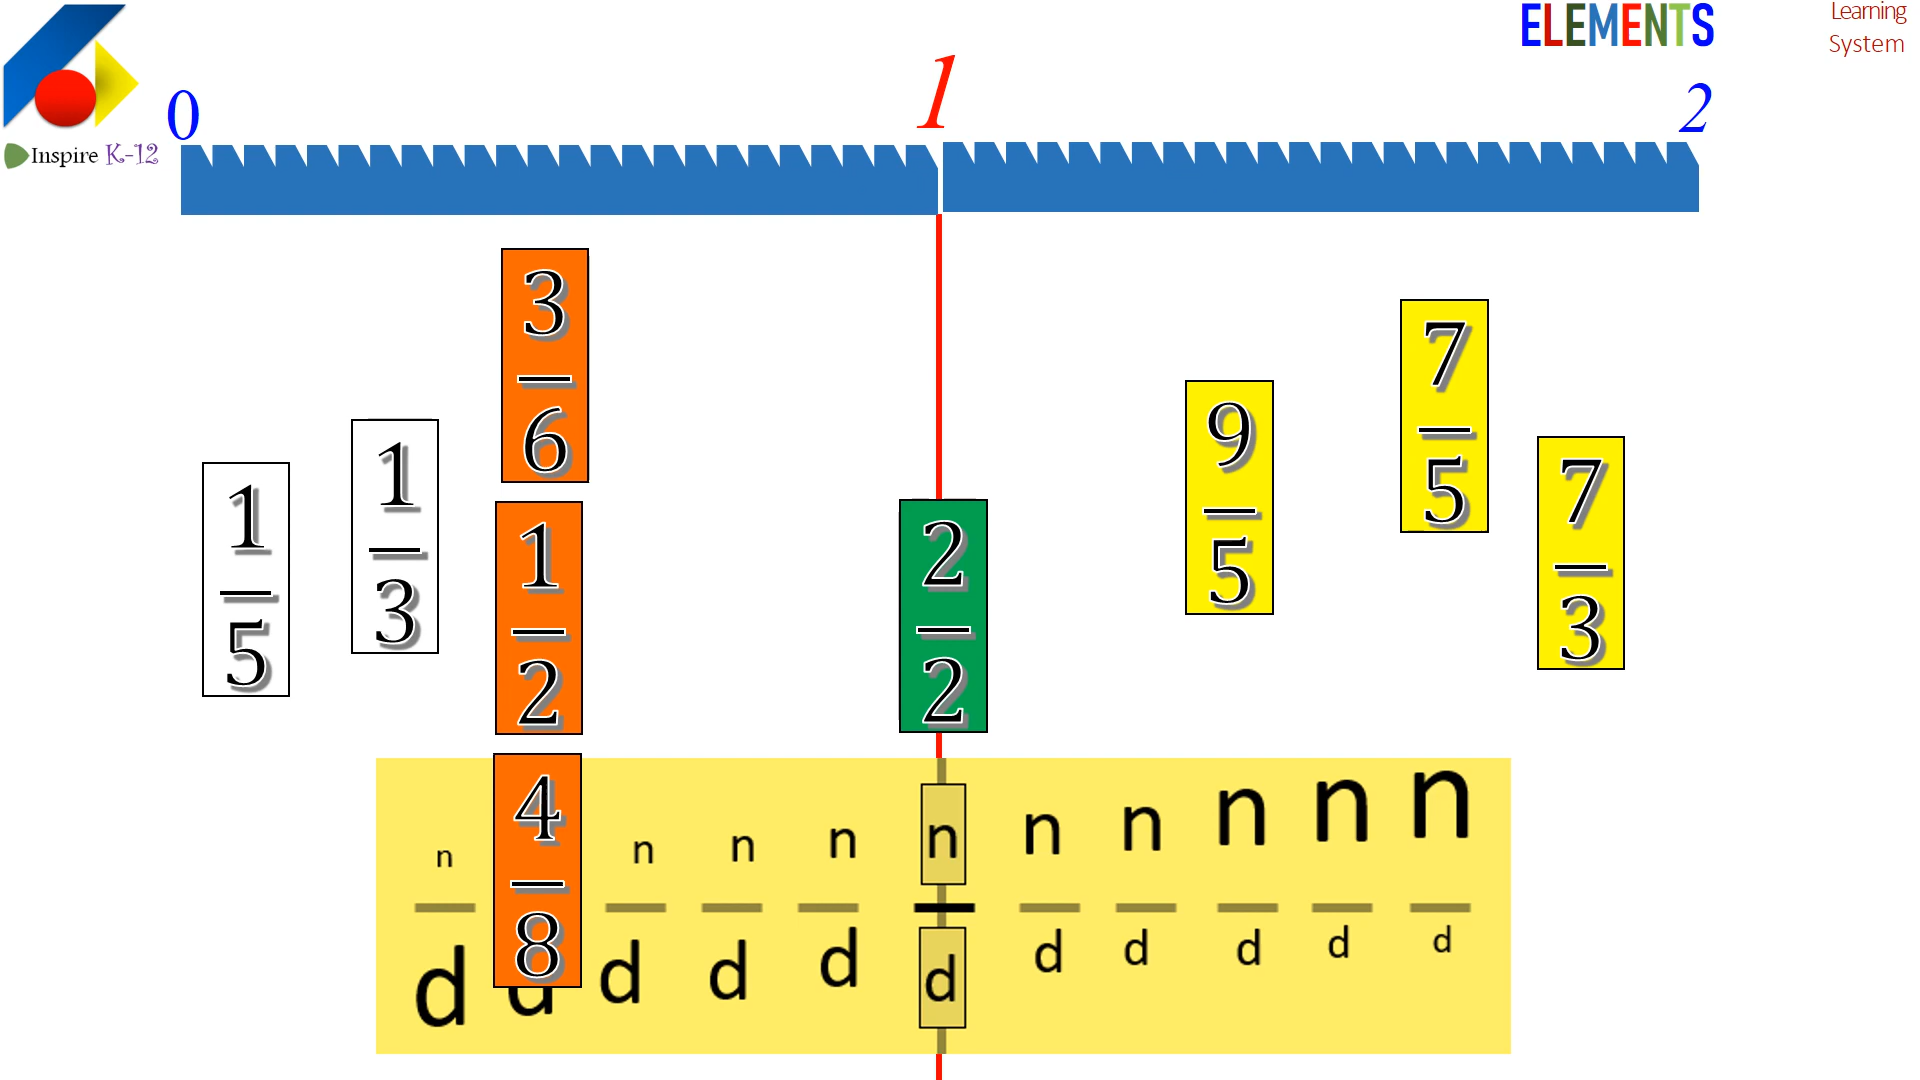 ELEMENTS
Learning
System
0 1 2
Inspire K-12
3
6
1
5
1
3
1
2
4
8
2
2
9
5
7
5
7
3
n n n n n n n n n n
d d d d d d d d d d d